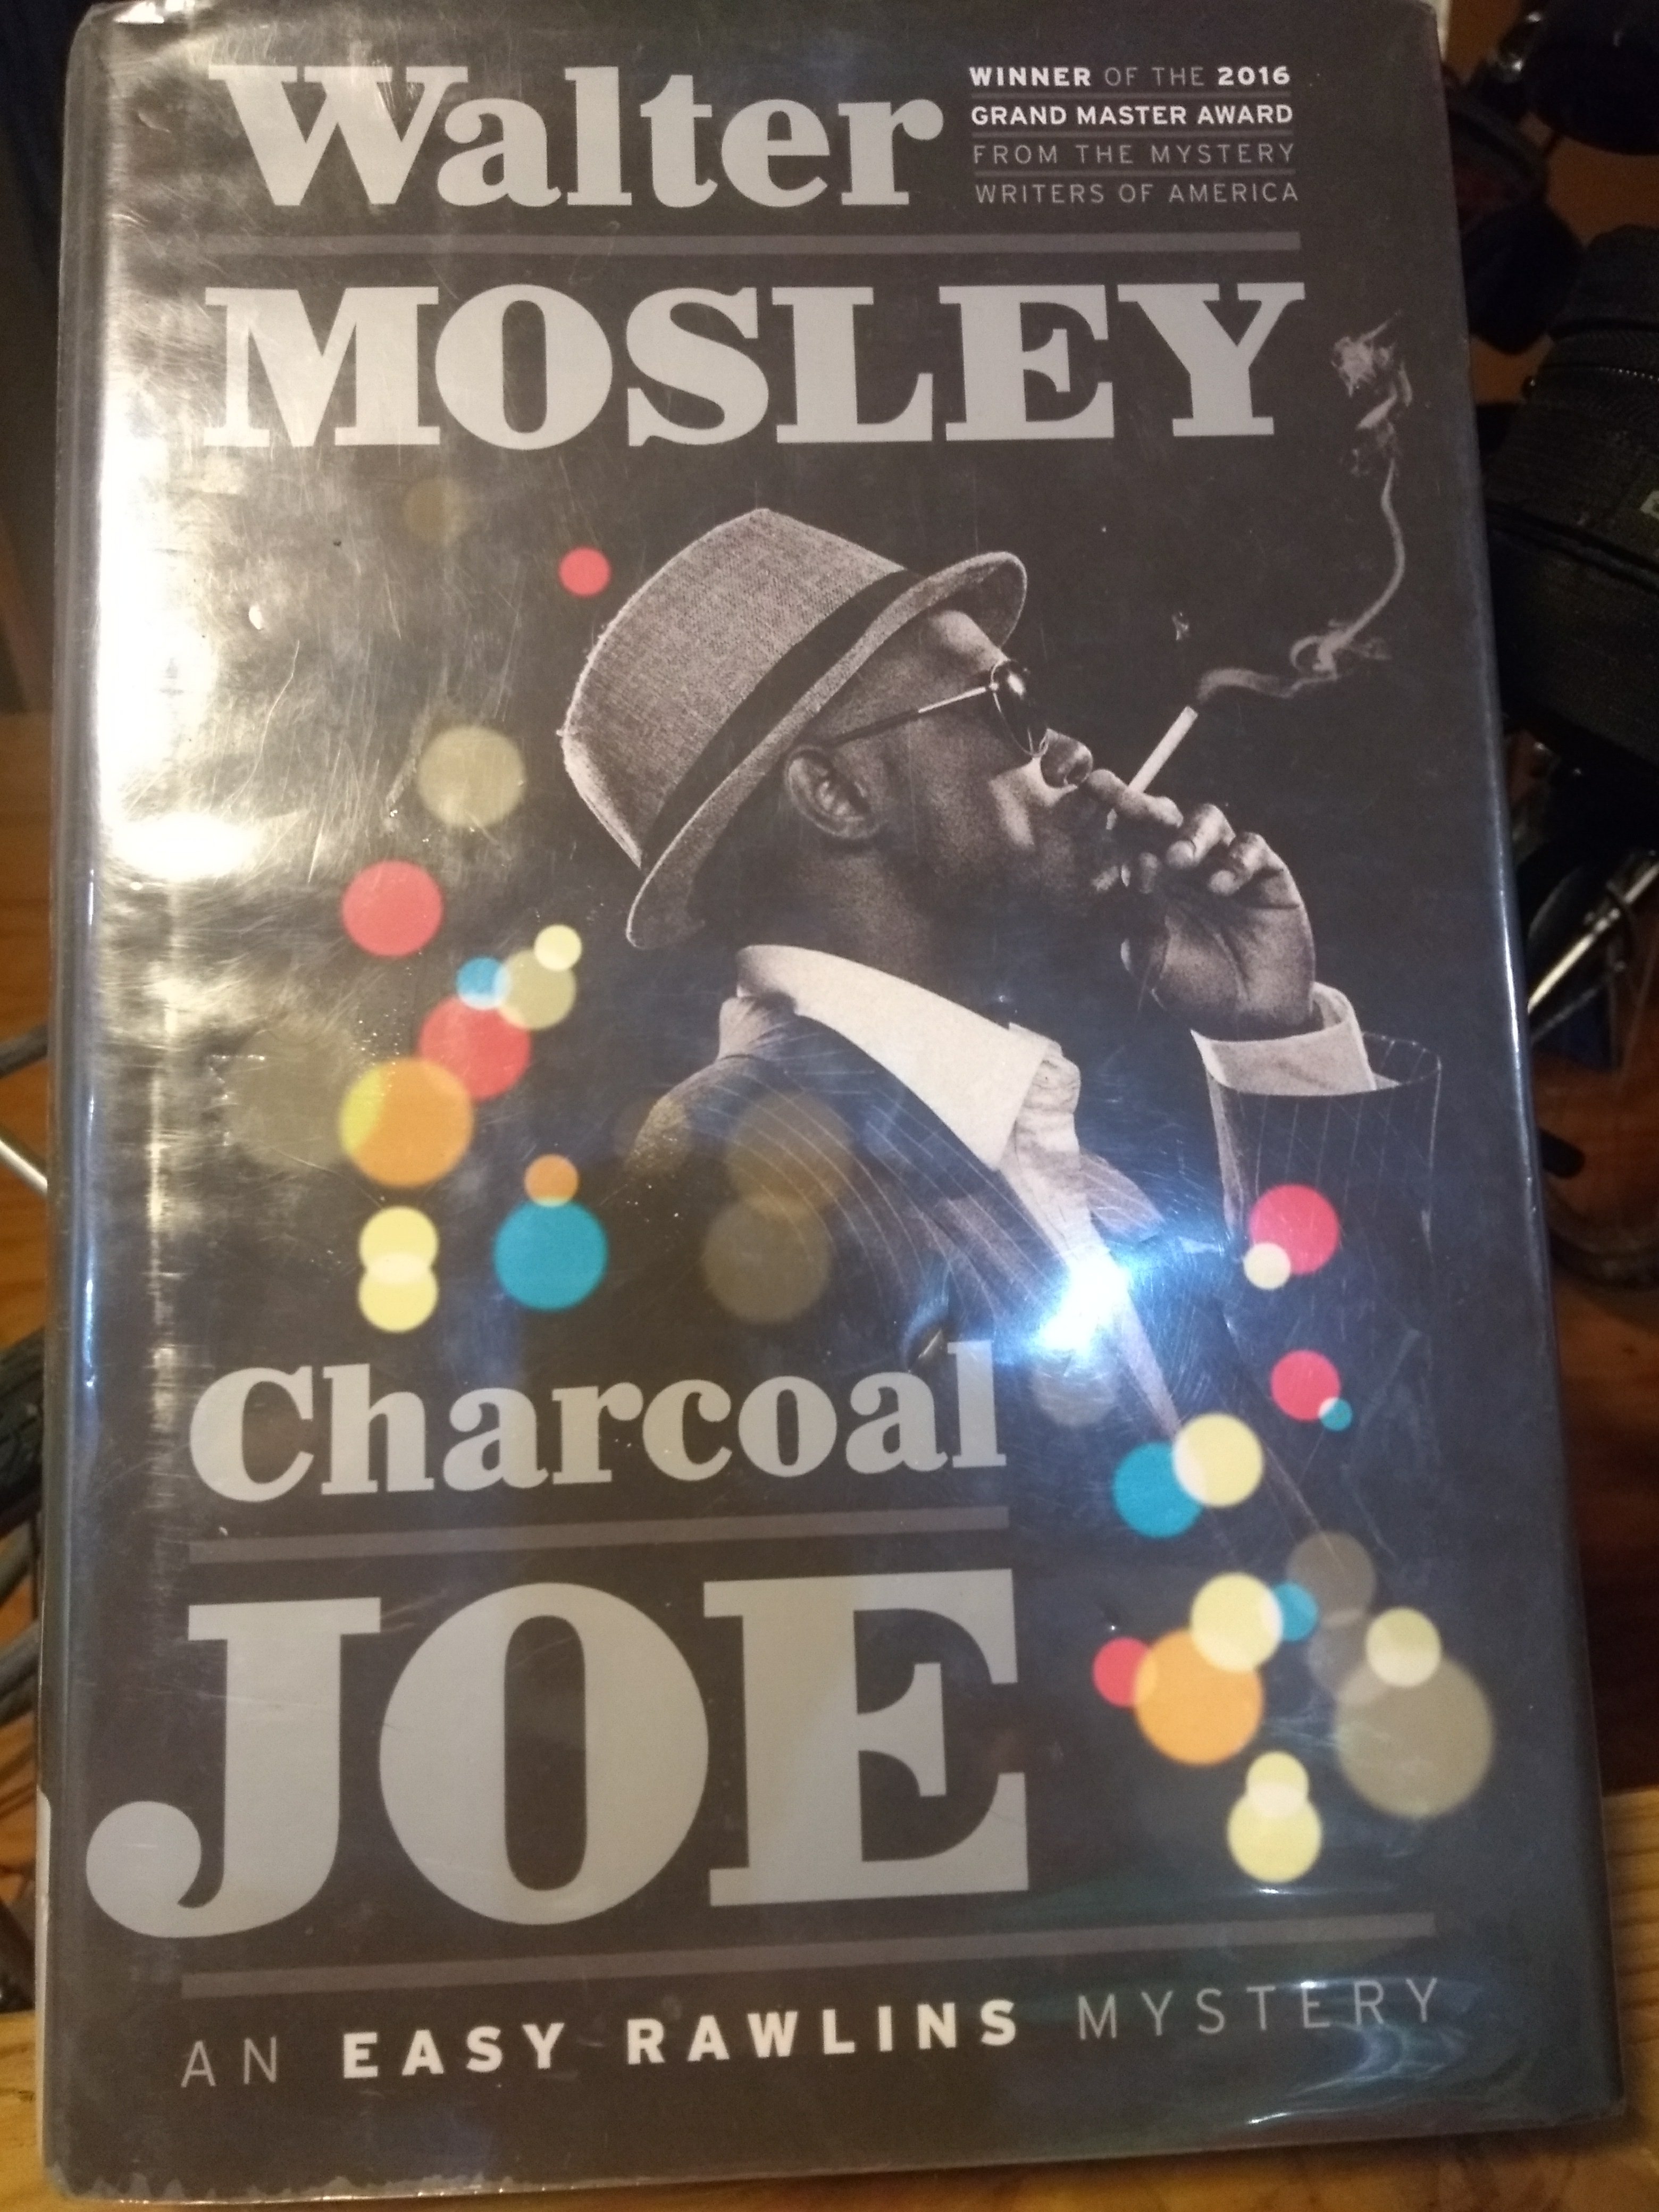 Walter
WINNER OF THE 2016
GRAND MASTER AWARD
FROM THE MYSTERY
WRITERS OF AMERICA
MOSLEY
Charcoal
JOE
AN EASY RAWLINS MYSTERY